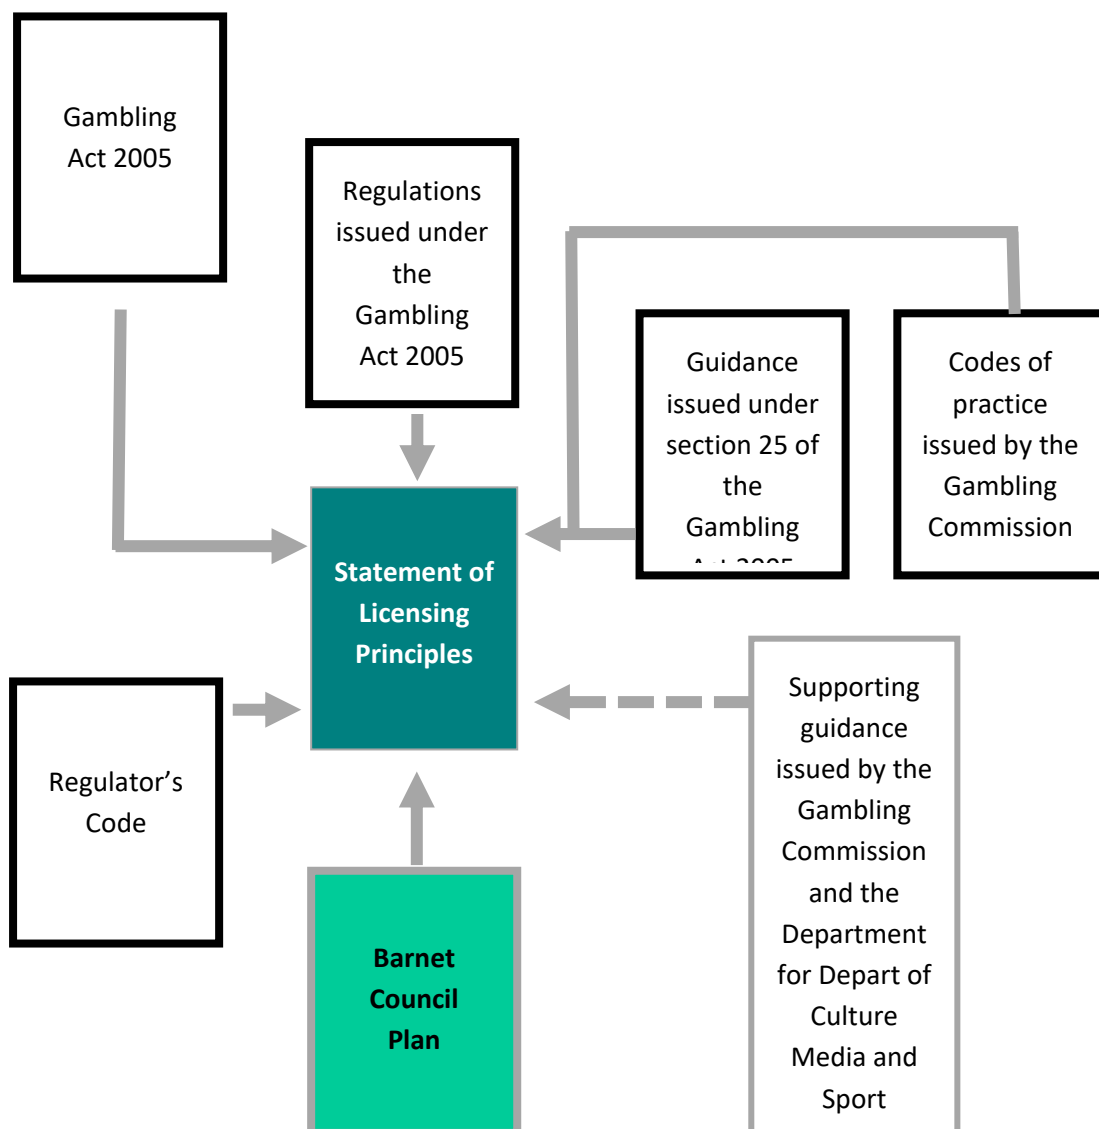 Gambling
Act 2005
Regulations
issued under
the
Gambling
Act 2005
Guidance
issued under
section 25 of
the
Gambling
Act 2005
Codes of
practice
issued by the
Gambling
Commission
Statement of
Licensing
Principles
Regulator’s
Code
Supporting
guidance
issued by the
Gambling
Commission
and the
Department
for Depart of
Culture
Media and
Sport
Barnet
Council
Plan